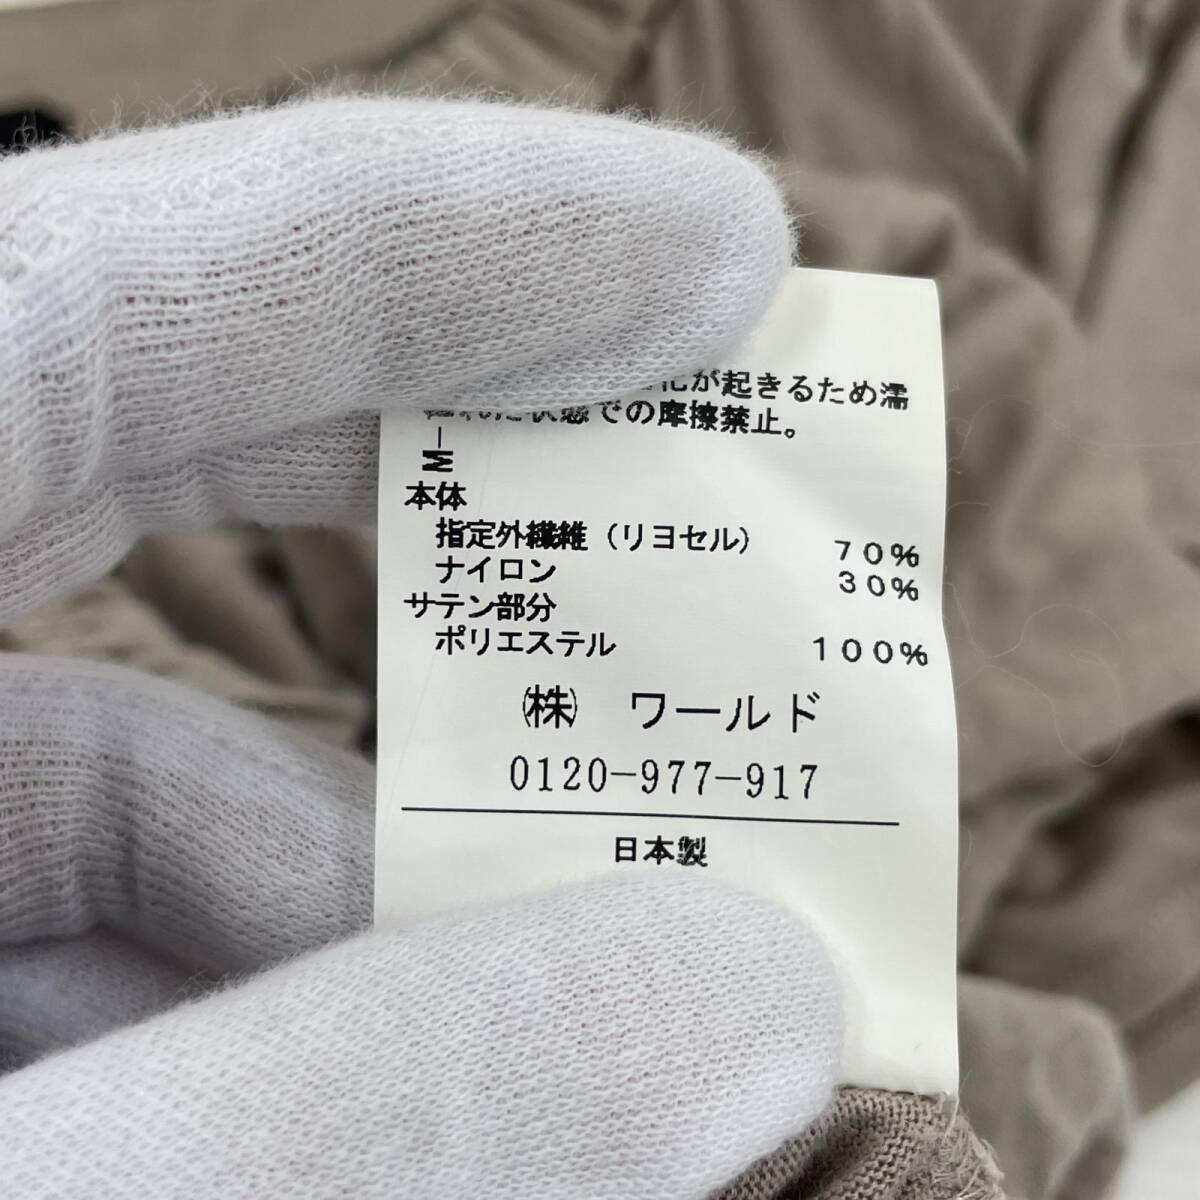 が起きるため濡
状態での摩擦禁止。
M
本体
指定外繊維（リヨセル） 70%
ナイロン 30%
サテン部分
ポリエステル 100%
㈱ ワールド
0120-977-917
日本製